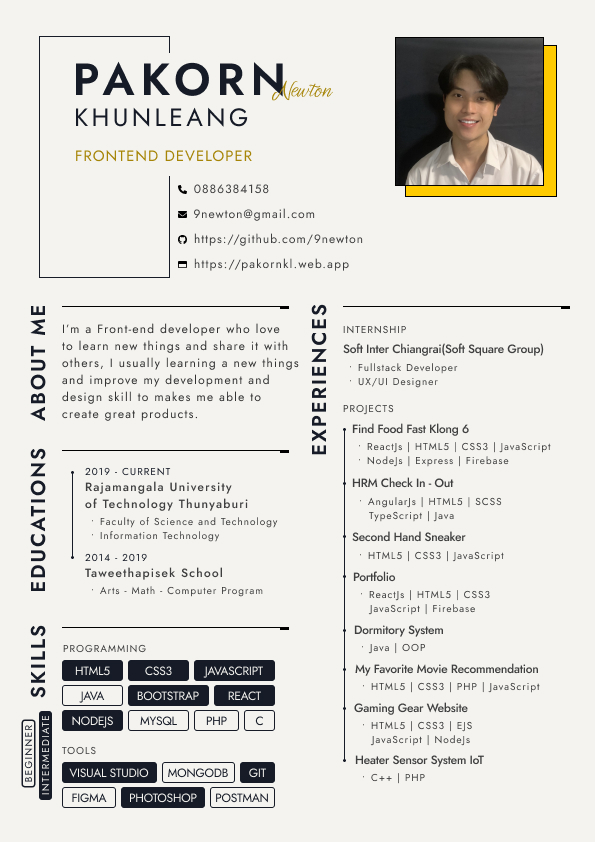 PAKORN
Newton
KHUNLEANG
FRONTEND DEVELOPER
0886384158
9newton@gmail.com
https://github.com/9newton
https://pakornkl.web.app
ABOUT ME
I'm a Front-end developer who love
to learn new things and share it with
others, I usually learning a new things
and improve my development and
design skill to makes me able to
create great products.
EDUCATIONS
2019 - CURRENT
Rajamangala University
of Technology Thunyaburi
· Faculty of Science and Technology
· Information Technology
2014 - 2019
Taweethapisek School
· Arts - Math - Computer Program
SKILLS
BEGINNER
INTERMEDIATE
PROGRAMMING
HTML5 CSS3 JAVASCRIPT
JAVA BOOTSTRAP REACT
NODEJS MYSQL PHP C
TOOLS
VISUAL STUDIO MONGODB GIT
FIGMA PHOTOSHOP POSTMAN
EXPERIENCES
INTERNSHIP
Soft Inter Chiangrai(Soft Square Group)
· Fullstack Developer
· UX/UI Designer
PROJECTS
Find Food Fast Klong 6
· ReactJs | HTML5 | CSS3 | JavaScript
· NodeJs | Express | Firebase
HRM Check In - Out
· AngularJs | HTML5 | SCSS
TypeScript | Java
Second Hand Sneaker
· HTML5 | CSS3 | JavaScript
Portfolio
· ReactJs | HTML5 | CSS3
JavaScript | Firebase
Dormitory System
· Java | OOP
My Favorite Movie Recommendation
· HTML5 | CSS3 | PHP | JavaScript
Gaming Gear Website
· HTML5 | CSS3 | EJS
JavaScript | NodeJs
Heater Sensor System IoT
· C++ | PHP